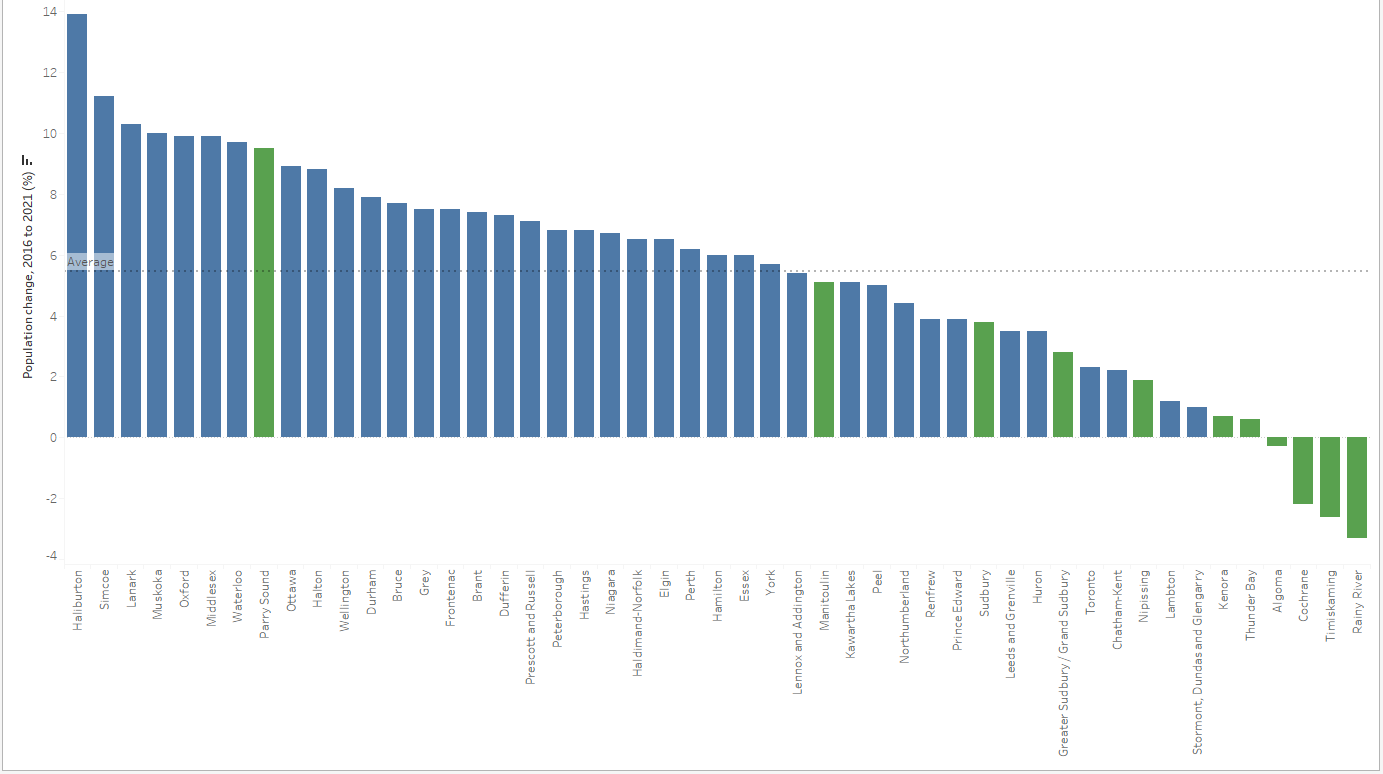 Population change, 2016 to 2021 (%)
14
12
10
8
6
4
2
0
-2
-4
Average
Haliburton
Simcoe
Lanark
Muskoka
Oxford
Middlesex
Waterloo
Parry Sound
Ottawa
Halton
Wellington
Durham
Bruce
Grey
Frontenac
Brant
Dufferin
Prescott and Russell
Peterborough
Hastings
Niagara
Haldimand-Norfolk
Elgin
Perth
Hamilton
Essex
York
Lennox and Addington
Manitoulin
Kawartha Lakes
Peel
Northumberland
Renfrew
Prince Edward
Sudbury
Leeds and Grenville
Huron
Greater Sudbury / Grand Sudbury
Toronto
Chatham-Kent
Nipissing
Lambton
Stormont, Dundas and Glengarry
Kenora
Thunder Bay
Algoma
Cochrane
Timiskaming
Rainy River